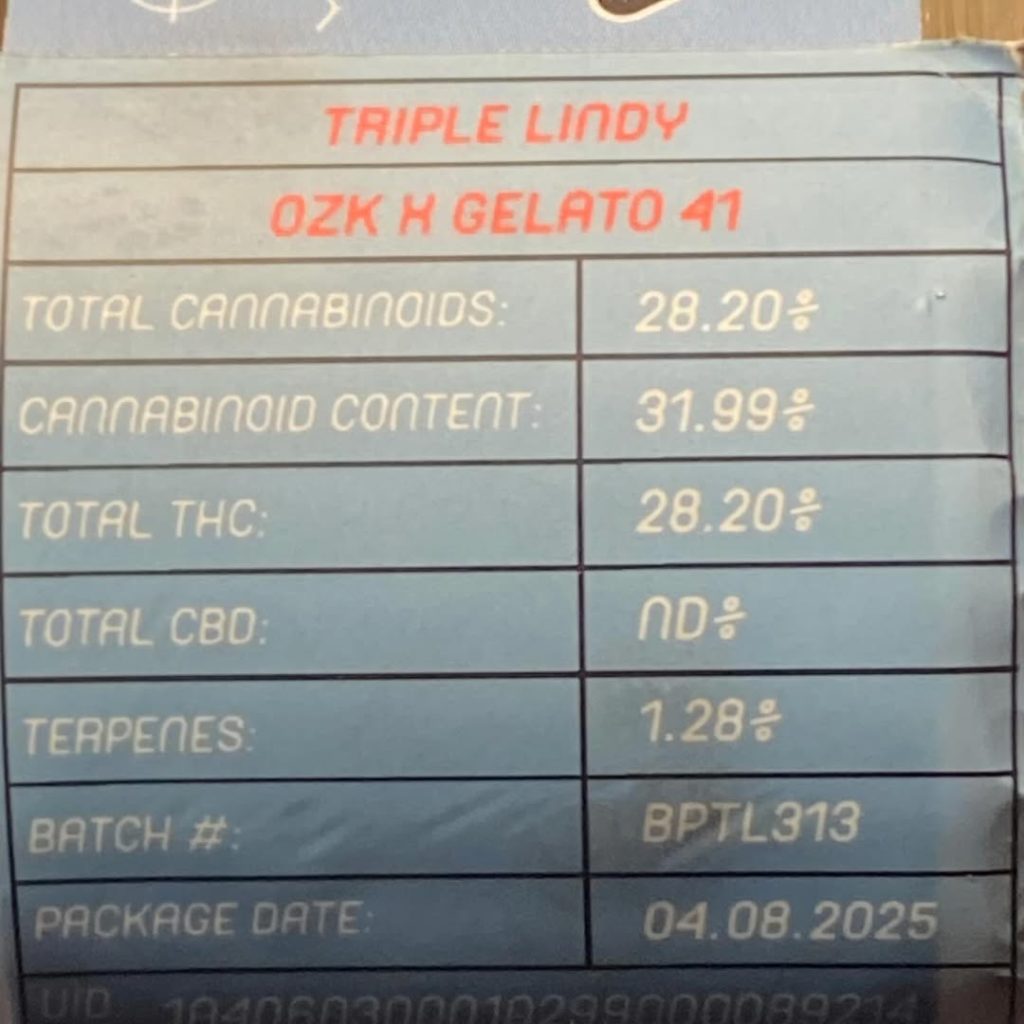 TRIPLE LINDY
OZK X GELATO 41
TOTAL CANNABINOIDS: 28.20%
CANNABINOID CONTENT: 31.99%
TOTAL THC: 28.20%
TOTAL CBD: ND%
TERPENES: 1.28%
BATCH #: BPTL313
PACKAGE DATE: 04.08.2025
UID